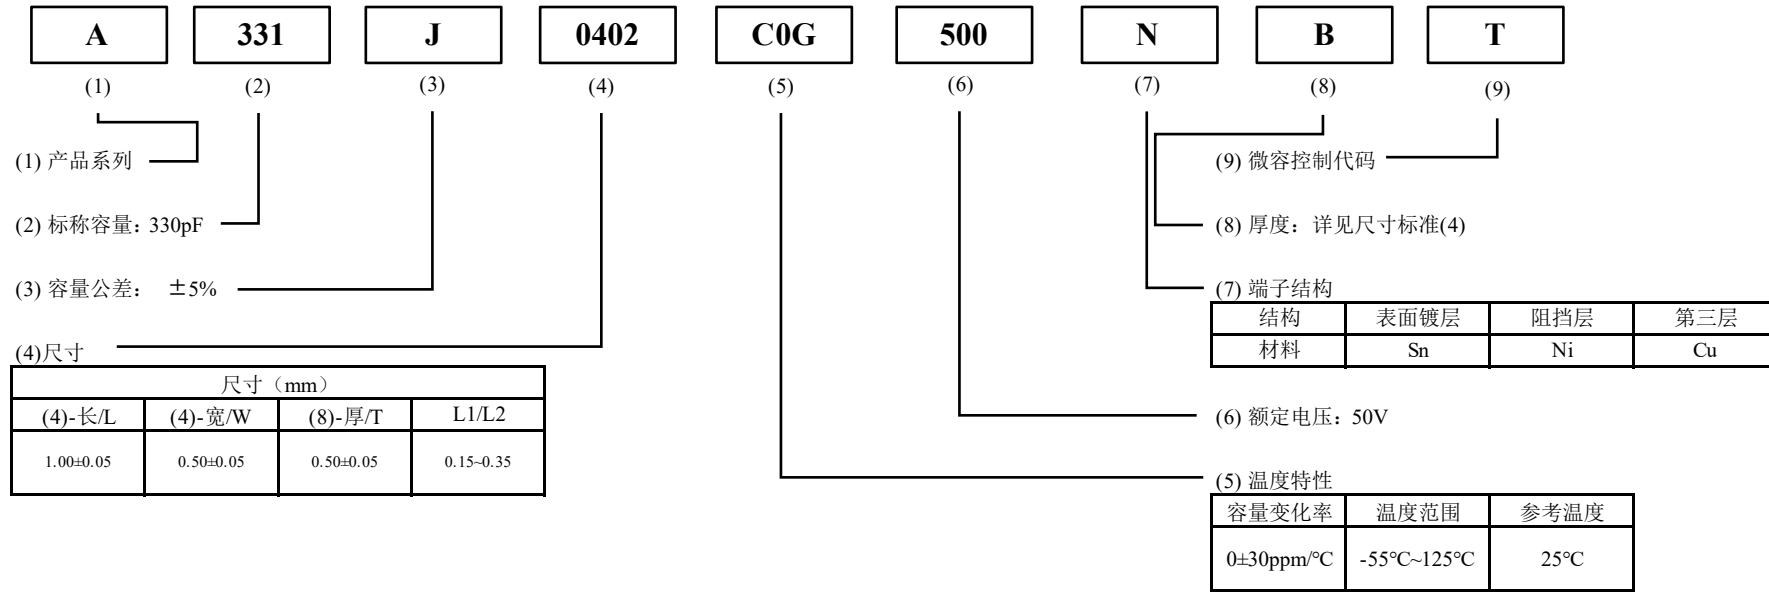 A 331 J 0402 C0G 500 N B T
(1) (2) (3) (4) (5) (6) (7) (8) (9)
(1) 产品系列
(2) 标称容量：330pF
(3) 容量公差： ±5%
(4)尺寸
尺寸（mm）
(4)-长/L (4)-宽/W (8)-厚/T L1/L2
1.00±0.05 0.50±0.05 0.50±0.05 0.15~0.35
(9) 微容控制代码
(8) 厚度：详见尺寸标准(4)
(7) 端子结构
结构 表面镀层 阻挡层 第三层
材料 Sn Ni Cu
(6) 额定电压：50V
(5) 温度特性
容量变化率 温度范围 参考温度
0±30ppm/℃ -55℃~125℃ 25℃